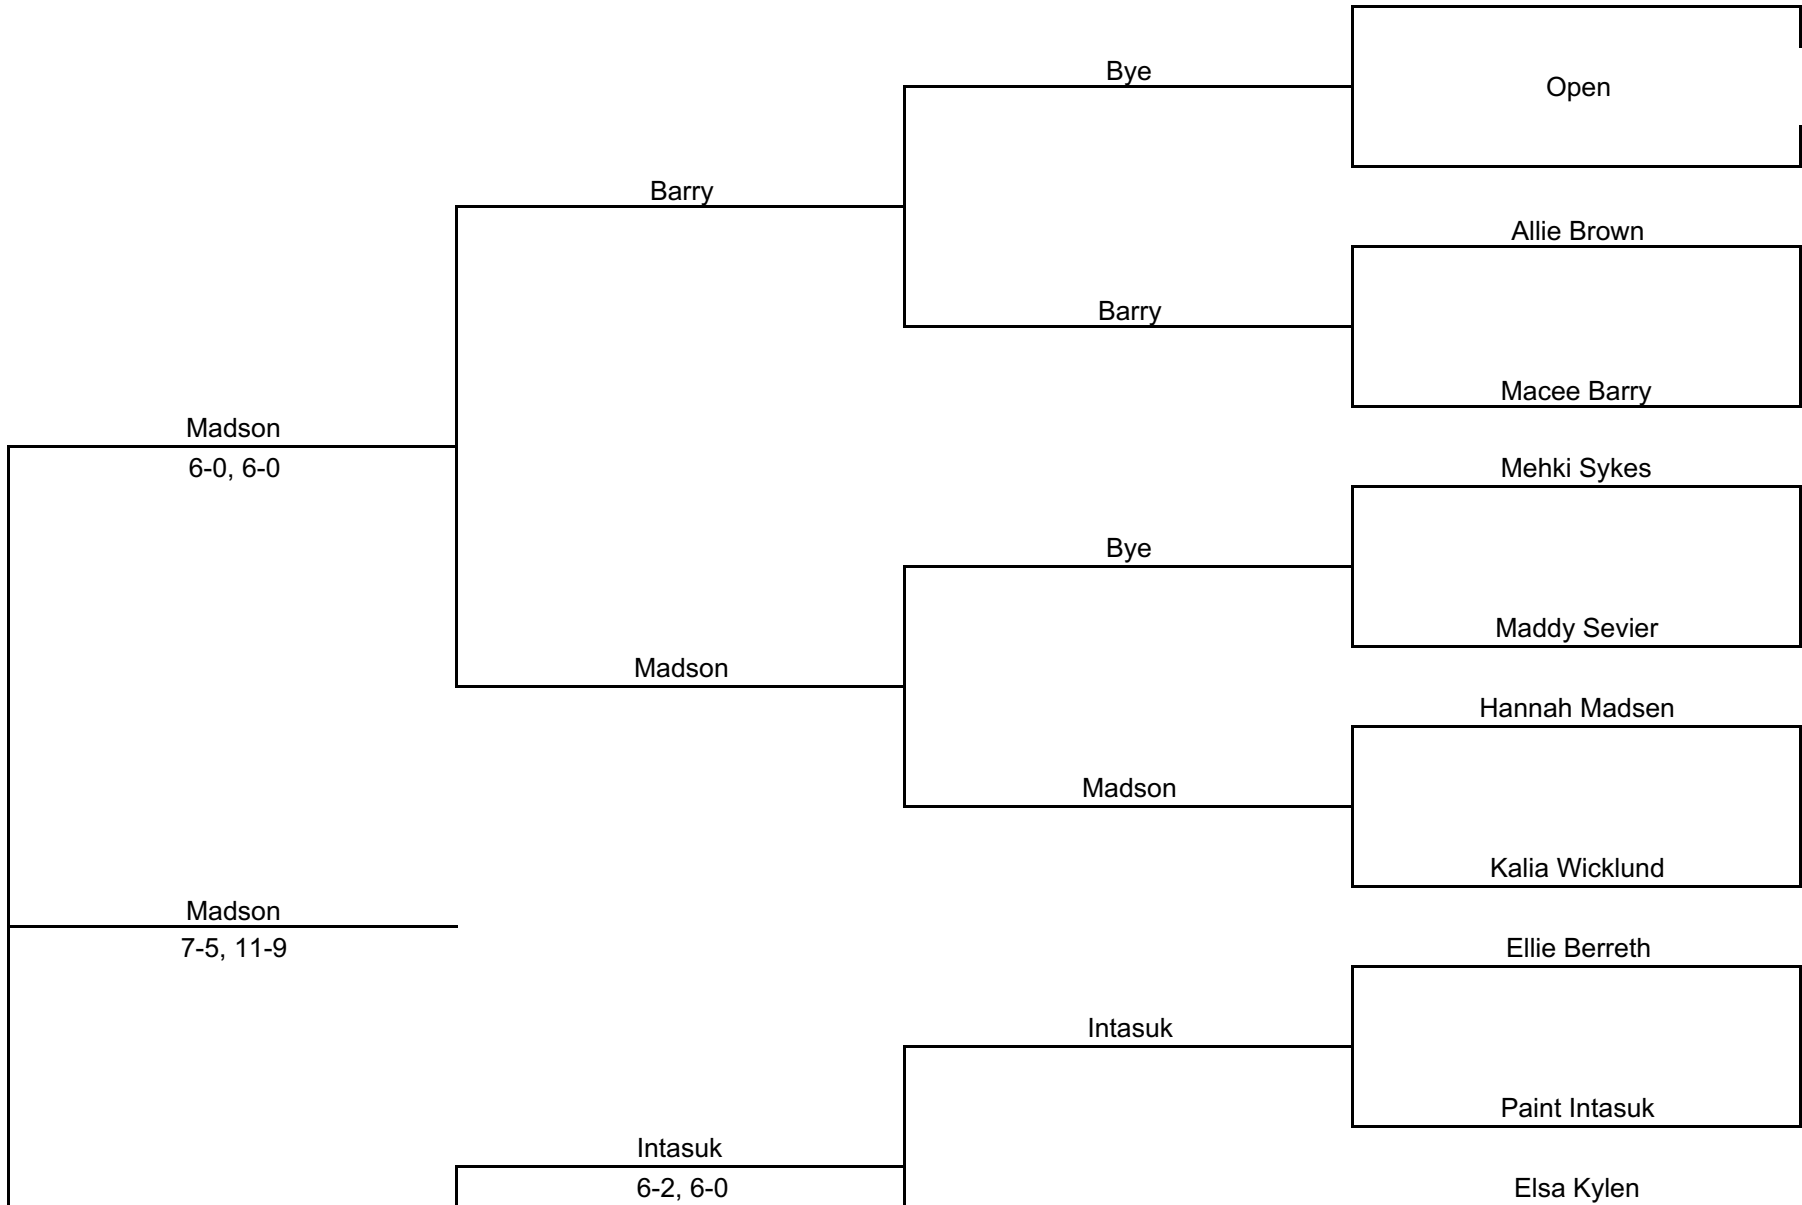 Bye
Open
Barry
Allie Brown
Barry
Macee Barry
Madson
6-0, 6-0
Mehki Sykes
Bye
Maddy Sevier
Madson
Hannah Madsen
Madson
Kalia Wicklund
Madson
7-5, 11-9
Ellie Berreth
Intasuk
Paint Intasuk
Intasuk
6-2, 6-0
Elsa Kylen